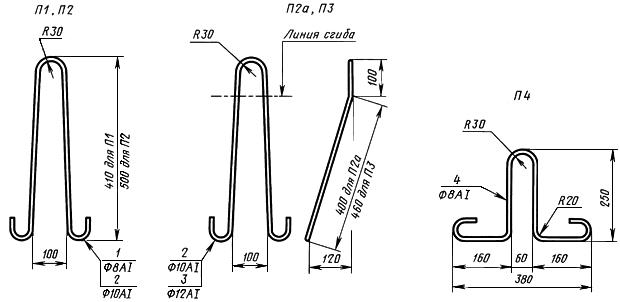 П1, П2
R30
410 для П1
500 для П2
100
1
Ф8АI
2
Ф10АI
П2а, П3
R30
Линия сгиба
100
400 для П2а
460 для П3
120
100
2
Ф10АI
3
Ф12АI
П4
R30
4
Ф8АI
R20
250
160
60
160
380